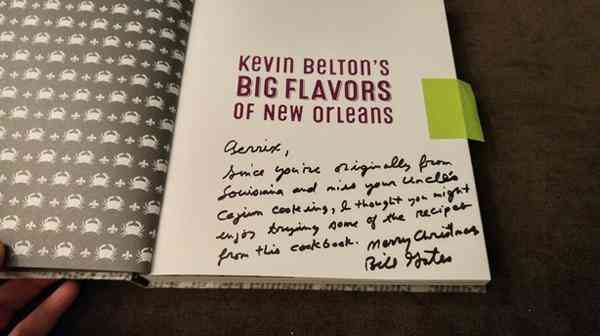 Kevin Belton's
Big Flavors
of New Orleans
Aerrix,
Since you're originally from
Louisiana and miss your Uncle's
Cajun cooking, I thought you might
enjoy trying some of the recipes
from this cookbook. Merry Christmas
Bill Gates